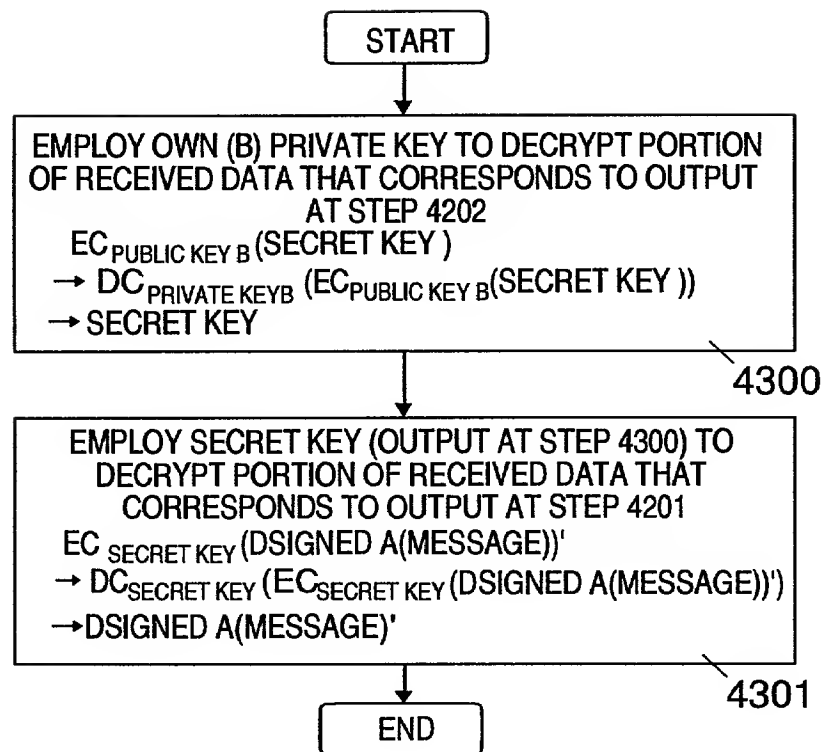 START
EMPLOY OWN (B) PRIVATE KEY TO DECRYPT PORTION
OF RECEIVED DATA THAT CORRESPONDS TO OUTPUT
AT STEP 4202
EC PUBLIC KEY B (SECRET KEY )
→ DC PRIVATE KEYB (EC PUBLIC KEY B(SECRET KEY ))
→ SECRET KEY
4300
EMPLOY SECRET KEY (OUTPUT AT STEP 4300) TO
DECRYPT PORTION OF RECEIVED DATA THAT
CORRESPONDS TO OUTPUT AT STEP 4201
EC SECRET KEY (DSIGNED A(MESSAGE))'
→ DC SECRET KEY (EC SECRET KEY (DSIGNED A(MESSAGE))')
→DSIGNED A(MESSAGE)'
4301
END